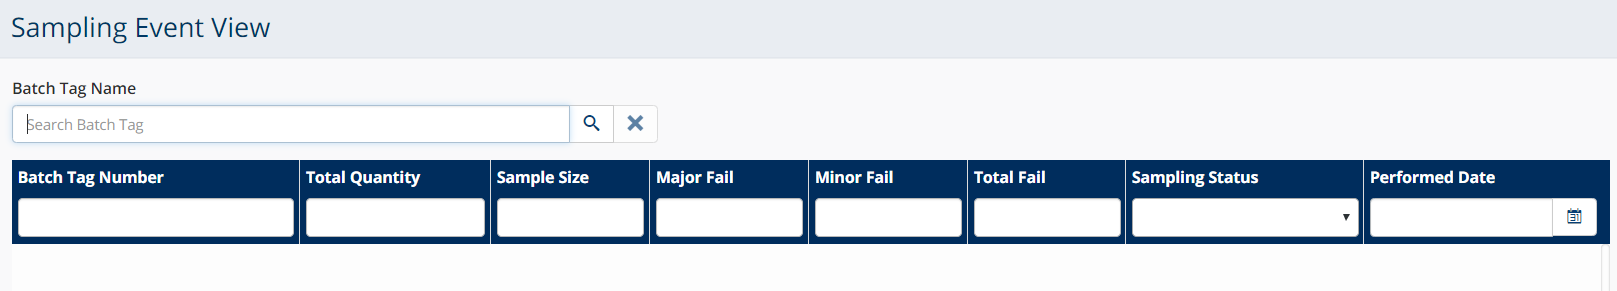 Sampling Event View
Batch Tag Name
Search Batch Tag
Batch Tag Number Total Quantity Sample Size Major Fail Minor Fail Total Fail Sampling Status Performed Date
31